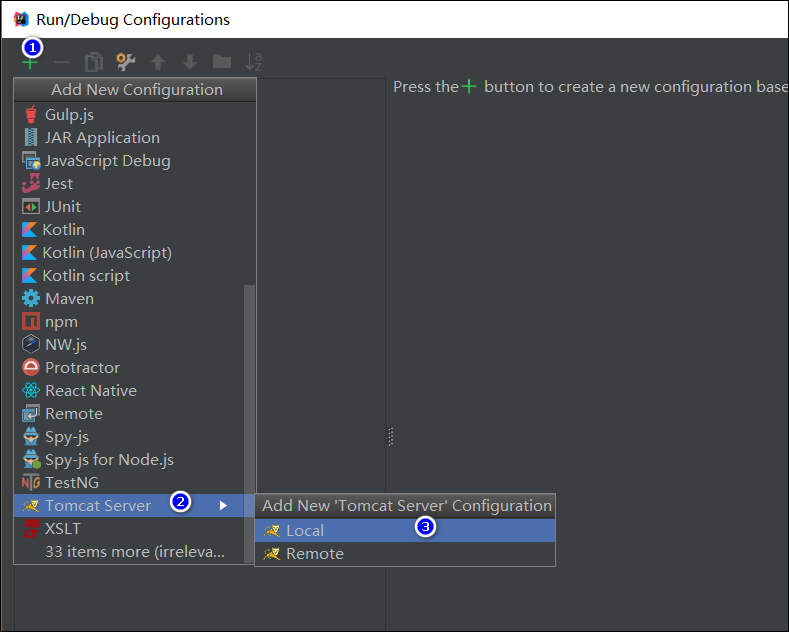 Run/Debug Configurations
1
Press the + button to create a new configuration base
Add New Configuration
Gulp.js
JAR Application
JavaScript Debug
Jest
JUnit
Kotlin
Kotlin (JavaScript)
Kotlin script
Maven
npm
NW.js
Protractor
React Native
Remote
Spy-js
Spy-js for Node.js
TestNG
Tomcat Server 2
Add New 'Tomcat Server' Configuration
XSLT
Local 3
33 items more (irreleva...
Remote